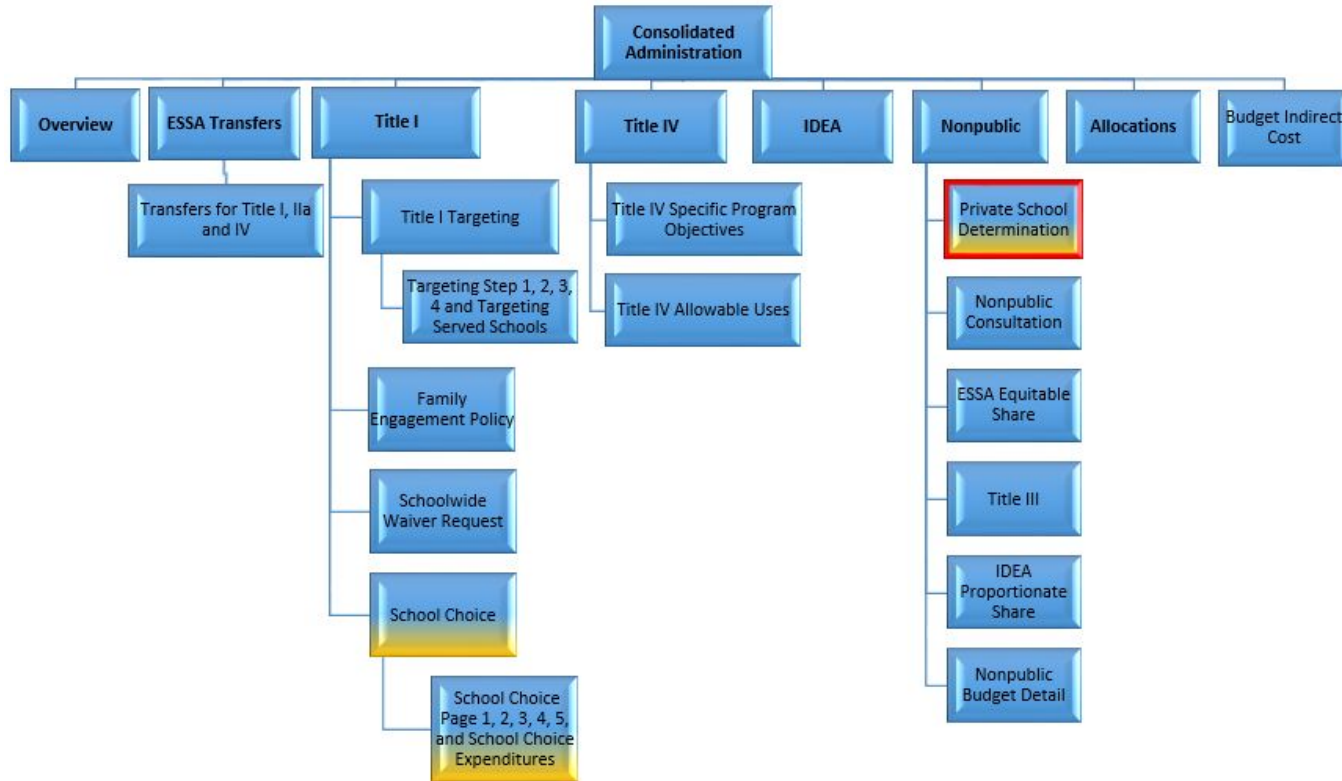 Consolidated
Administration
Overview
ESSA Transfers
Title I
Title IV
IDEA
Nonpublic
Allocations
Budget Indirect
Cost
Transfers for Title I, IIa
and IV
Title I Targeting
Targeting Step 1, 2, 3,
4 and Targeting
Served Schools
Family
Engagement Policy
Schoolwide
Waiver Request
School Choice
School Choice
Page 1, 2, 3, 4, 5,
and School Choice
Expenditures
Title IV Specific Program
Objectives
Title IV Allowable Uses
Private School
Determination
Nonpublic
Consultation
ESSA Equitable
Share
Title III
IDEA
Proportionate
Share
Nonpublic
Budget Detail